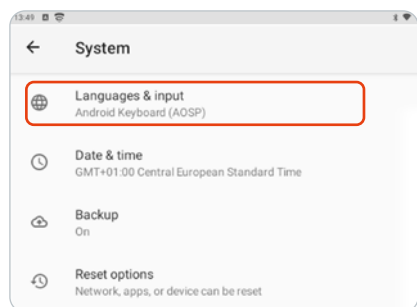 13:49
System
Languages & input
Android Keyboard (AOSP)
Date & time
GMT+01:00 Central European Standard Time
Backup
On
Reset options
Network, apps, or device can be reset